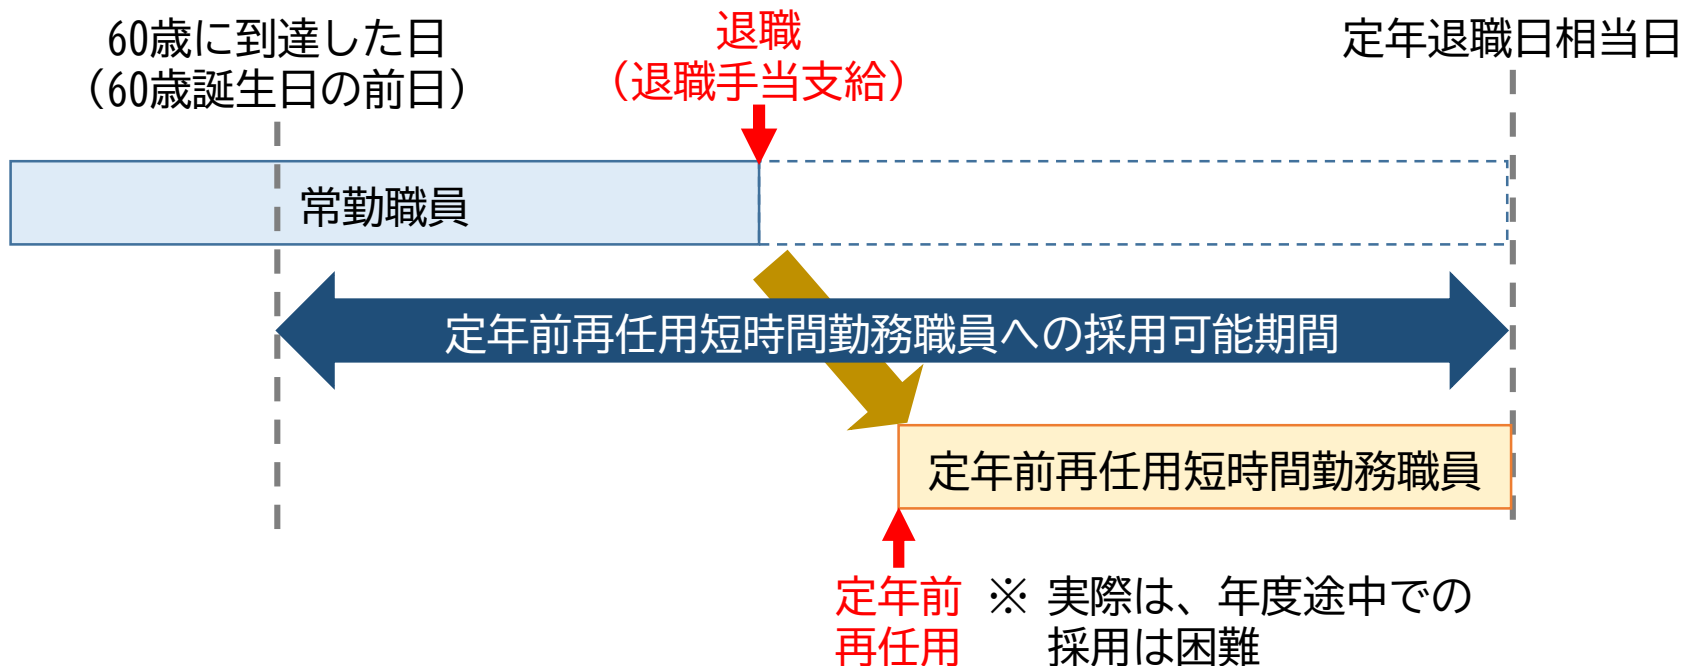 60歳に到達した日
（60歳誕生日の前日）
退職
（退職手当支給）
定年退職日相当日
常勤職員
定年前再任用短時間勤務職員への採用可能期間
定年前再任用短時間勤務職員
定年前
再任用
※ 実際は、年度途中での
採用は困難